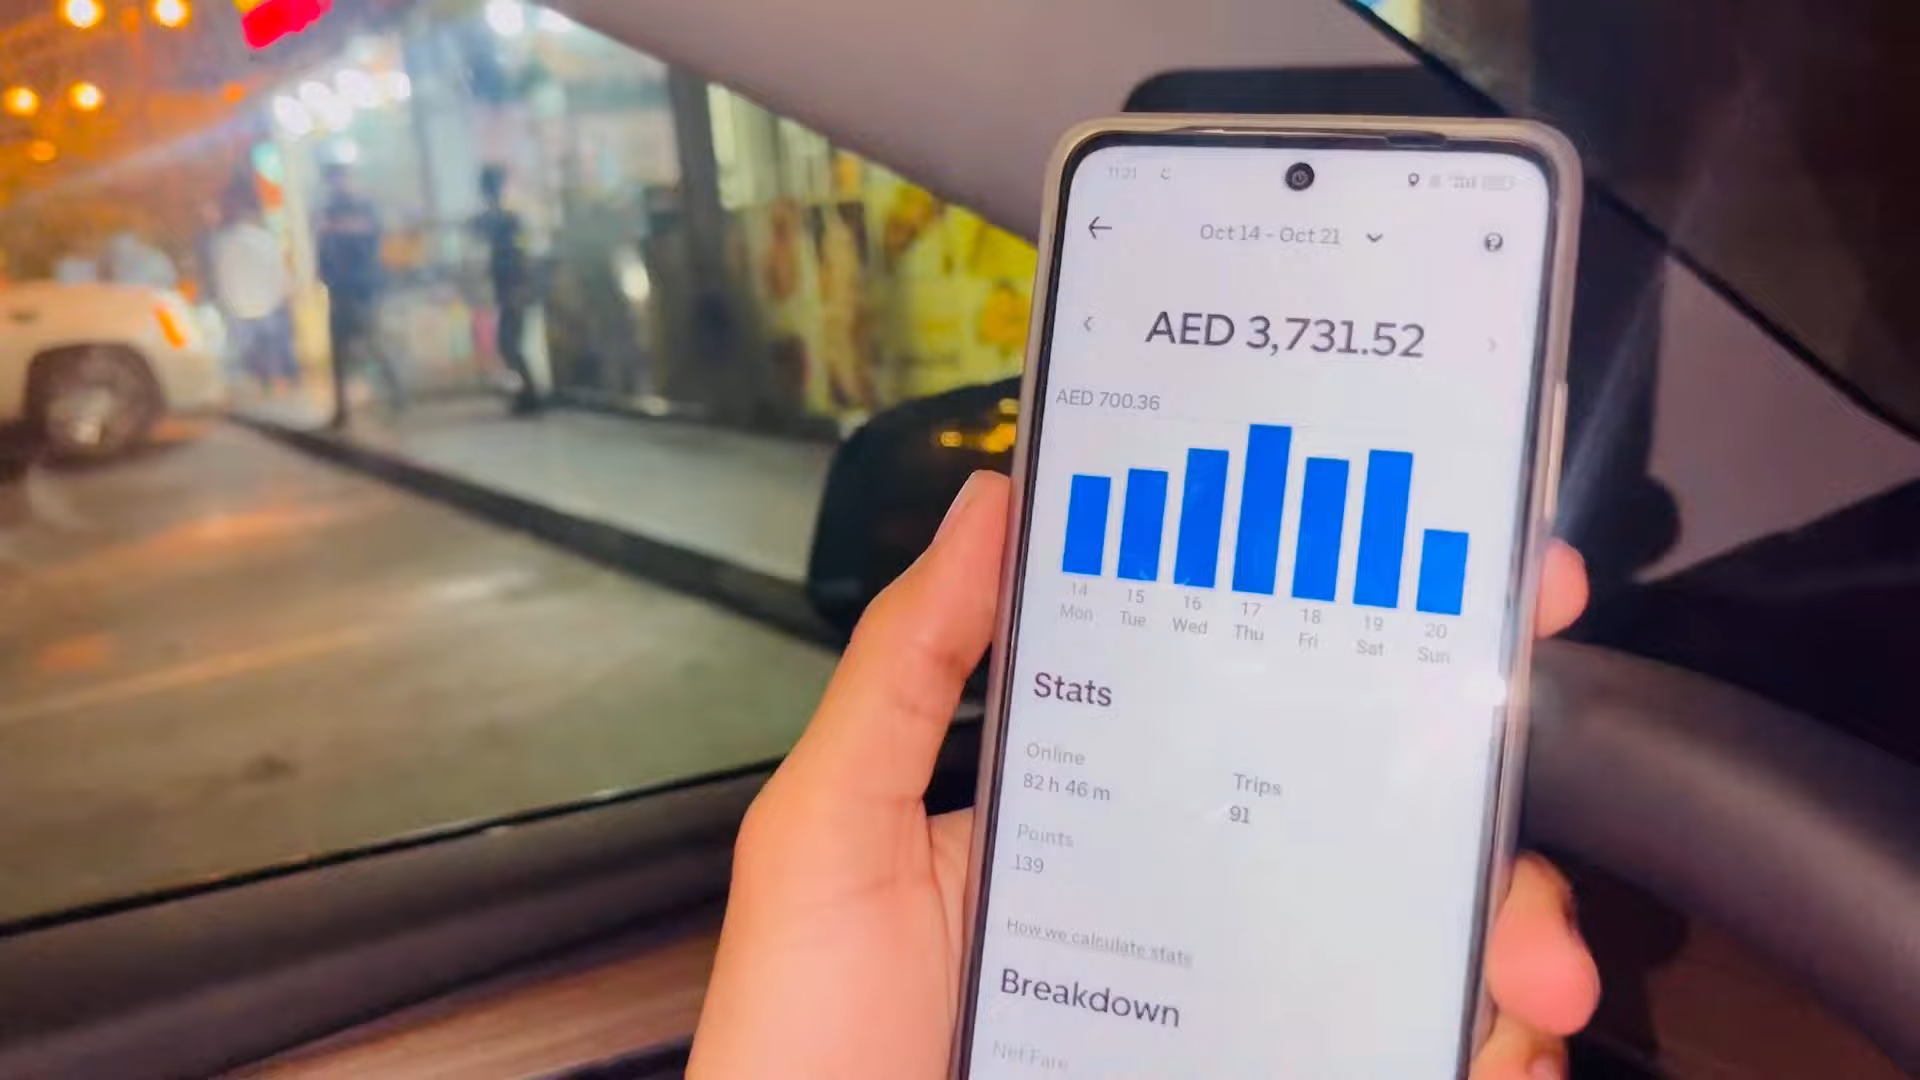 11:21
Oct 14 - Oct 21
AED 3,731.52
AED 700.36
14 15 16 17 18 19 20
Mon Tue Wed Thu Fri Sat Sun
Stats
Online
82 h 46 m
Trips
91
Points
139
How we calculate stats
Breakdown
Net Fare